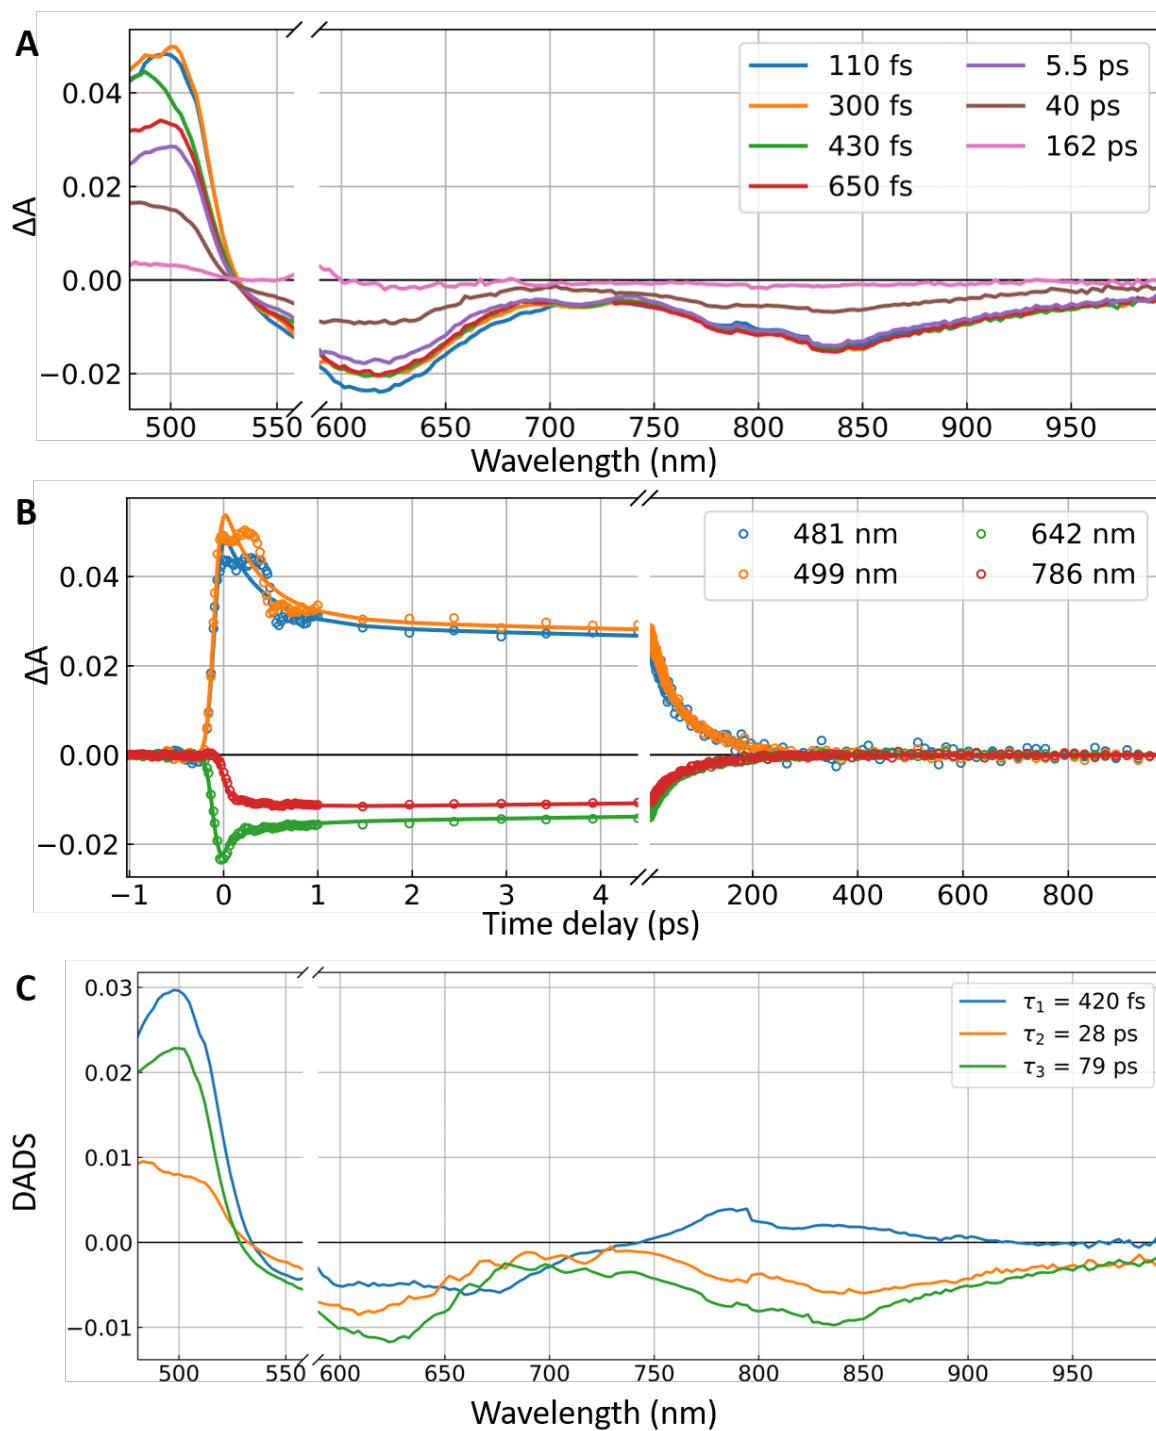 A
ΔA
0.04
0.02
0.00
−0.02
110 fs 5.5 ps
300 fs 40 ps
430 fs 162 ps
650 fs
500 550 600 650 700 750 800 850 900 950
Wavelength (nm)
B
ΔA
0.04
0.02
0.00
−0.02
481 nm 642 nm
499 nm 786 nm
−1 0 1 2 3 4 200 400 600 800
Time delay (ps)
C
DADS
0.03
0.02
0.01
0.00
−0.01
τ1 = 420 fs
τ2 = 28 ps
τ3 = 79 ps
500 550 600 650 700 750 800 850 900 950
Wavelength (nm)